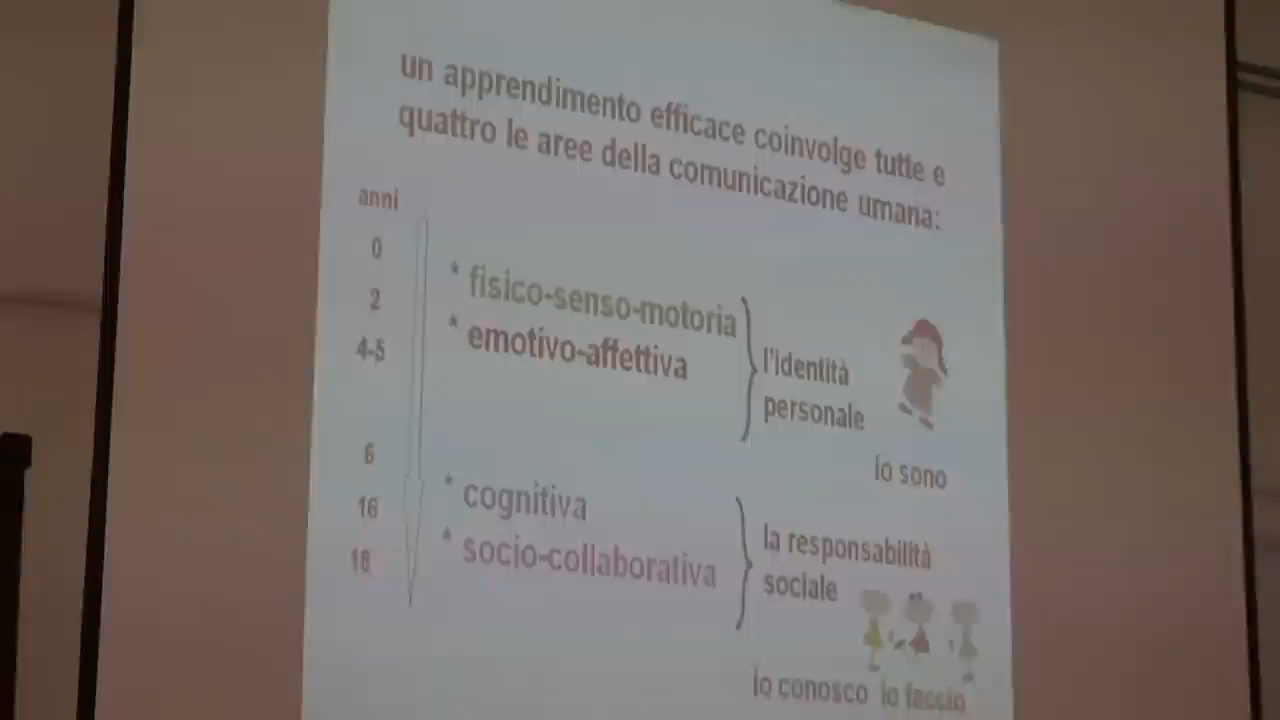 un apprendimento efficace coinvolge tutte e
quattro le aree della comunicazione umana:
anni
0
2
4-5
6
16
18
* fisico-senso-motoria
* emotivo-affettiva
l'identità
personale
Io sono
* cognitiva
* socio-collaborativa
la responsabilità
sociale
Io conosco Io faccio